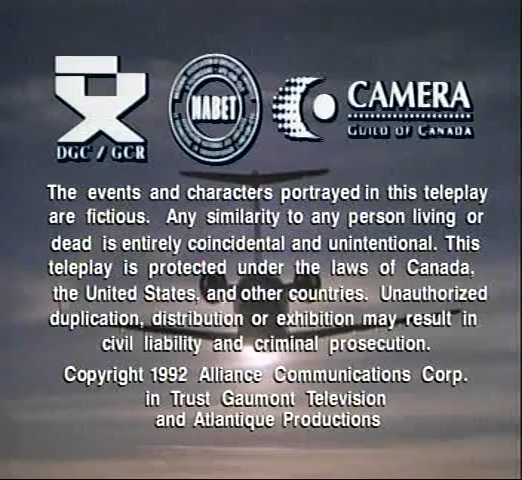 DGC / GCR
NABET
CAMERA
GUILD OF CANADA
The events and characters portrayed in this teleplay
are fictious. Any similarity to any person living or
dead is entirely coincidental and unintentional. This
teleplay is protected under the laws of Canada,
the United States, and other countries. Unauthorized
duplication, distribution or exhibition may result in
civil liability and criminal prosecution.
Copyright 1992 Alliance Communications Corp.
in Trust Gaumont Television
and Atlantique Productions